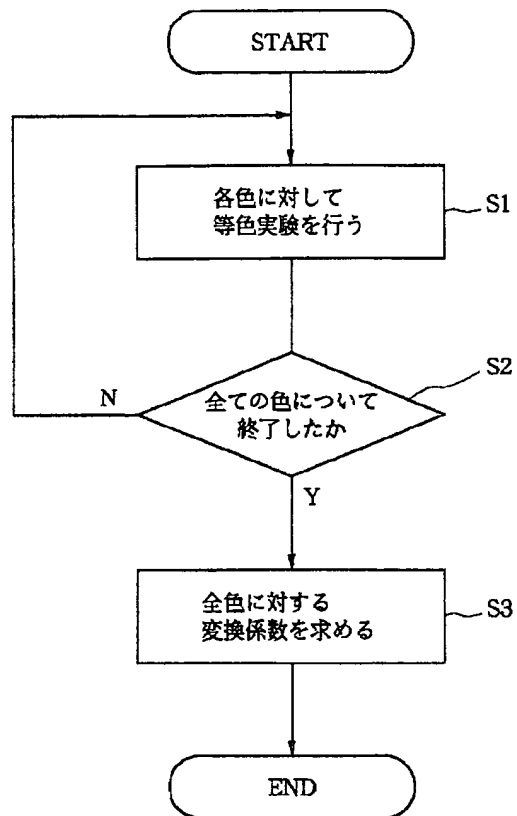 START
各色に対して
等色実験を行う
S1
S2
全ての色について
終了したか
N
Y
全色に対する
変換係数を求める
S3
END